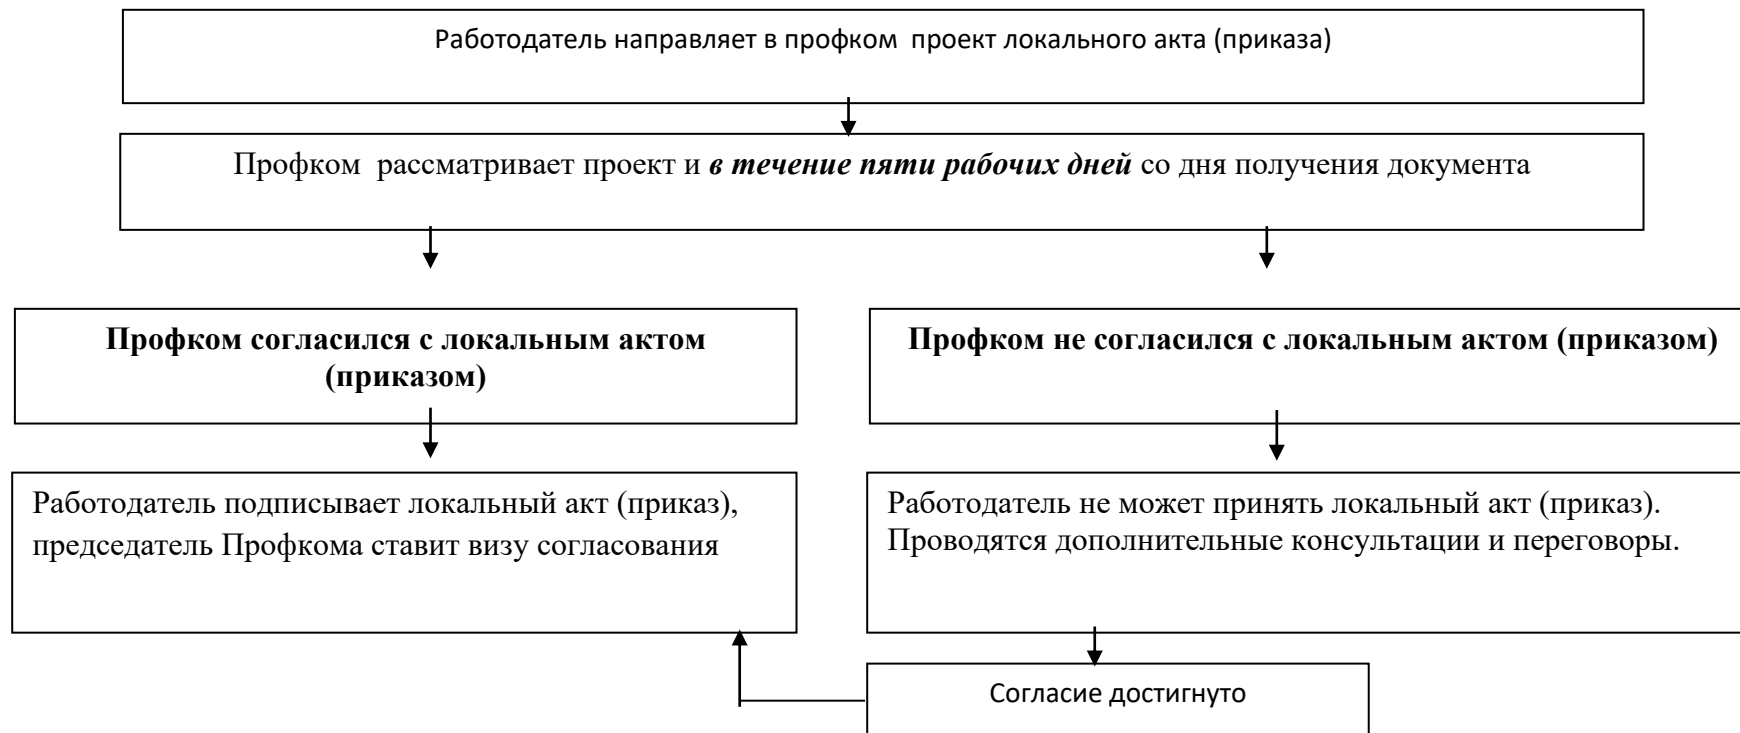 Работодатель направляет в профком проект локального акта (приказа)
Профком рассматривает проект и в течение пяти рабочих дней со дня получения документа
Профком согласился с локальным актом
(приказом)
Профком не согласился с локальным актом (приказом)
Работодатель подписывает локальный акт (приказ),
председатель Профкома ставит визу согласования
Работодатель не может принять локальный акт (приказ).
Проводятся дополнительные консультации и переговоры.
Согласие достигнуто